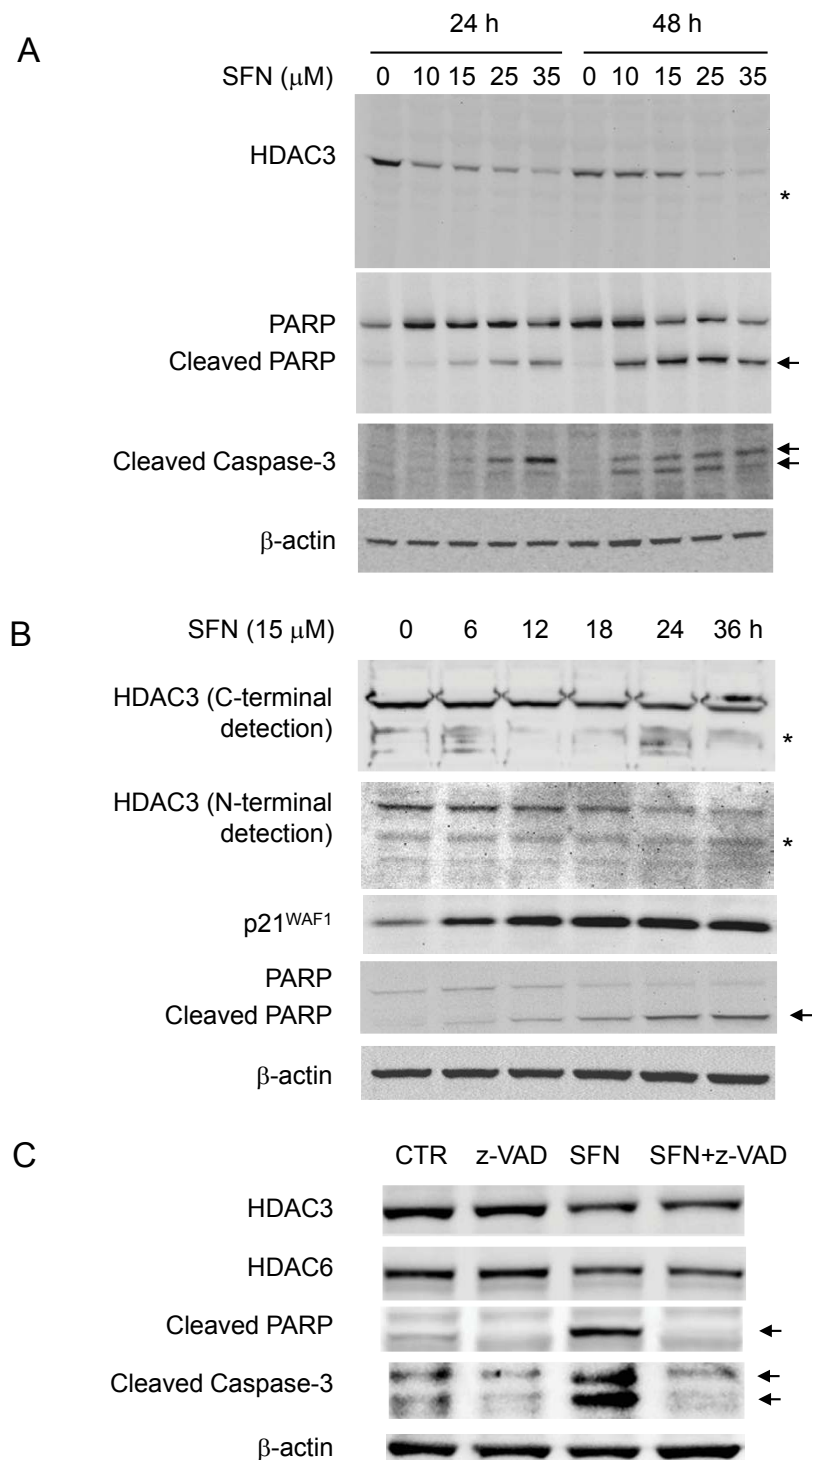 A
24 h 48 h
SFN (μM) 0 10 15 25 35 0 10 15 25 35
HDAC3
*
PARP
Cleaved PARP
Cleaved Caspase-3
β-actin
B
SFN (15 μM) 0 6 12 18 24 36 h
HDAC3 (C-terminal
detection)
*
HDAC3 (N-terminal
detection)
*
p21WAF1
PARP
Cleaved PARP
β-actin
C
CTR z-VAD SFN SFN+z-VAD
HDAC3
HDAC6
Cleaved PARP
Cleaved Caspase-3
β-actin